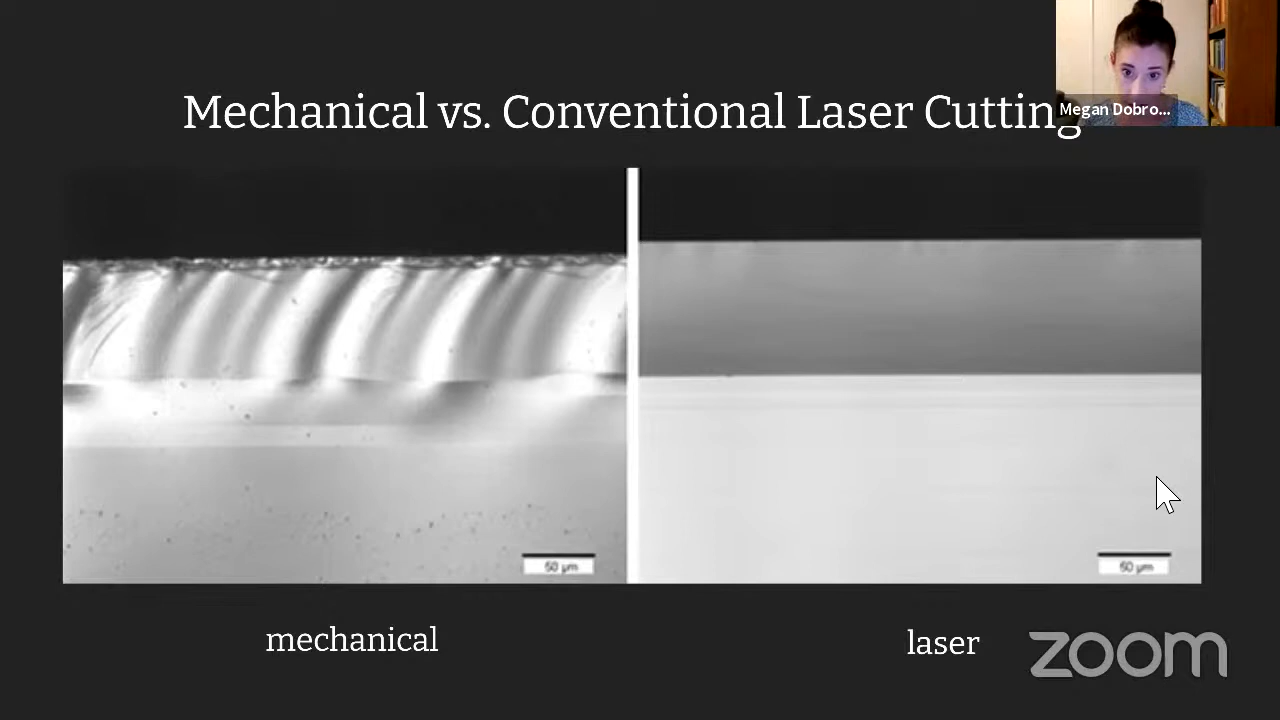 Mechanical vs. Conventional Laser Cutting
Megan Dobro...
50 µm
50 µm
mechanical
laser
zoom